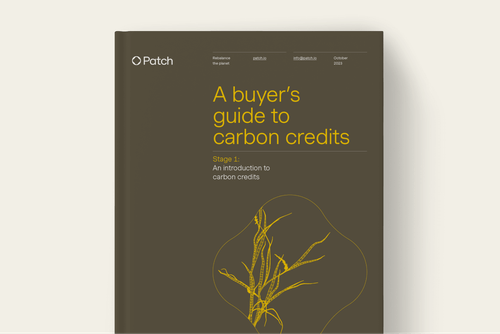 Patch
Rebalance
the planet
patch.io
info@patch.io
October
2023
A buyer's
guide to
carbon credits
Stage 1:
An introduction to
carbon credits